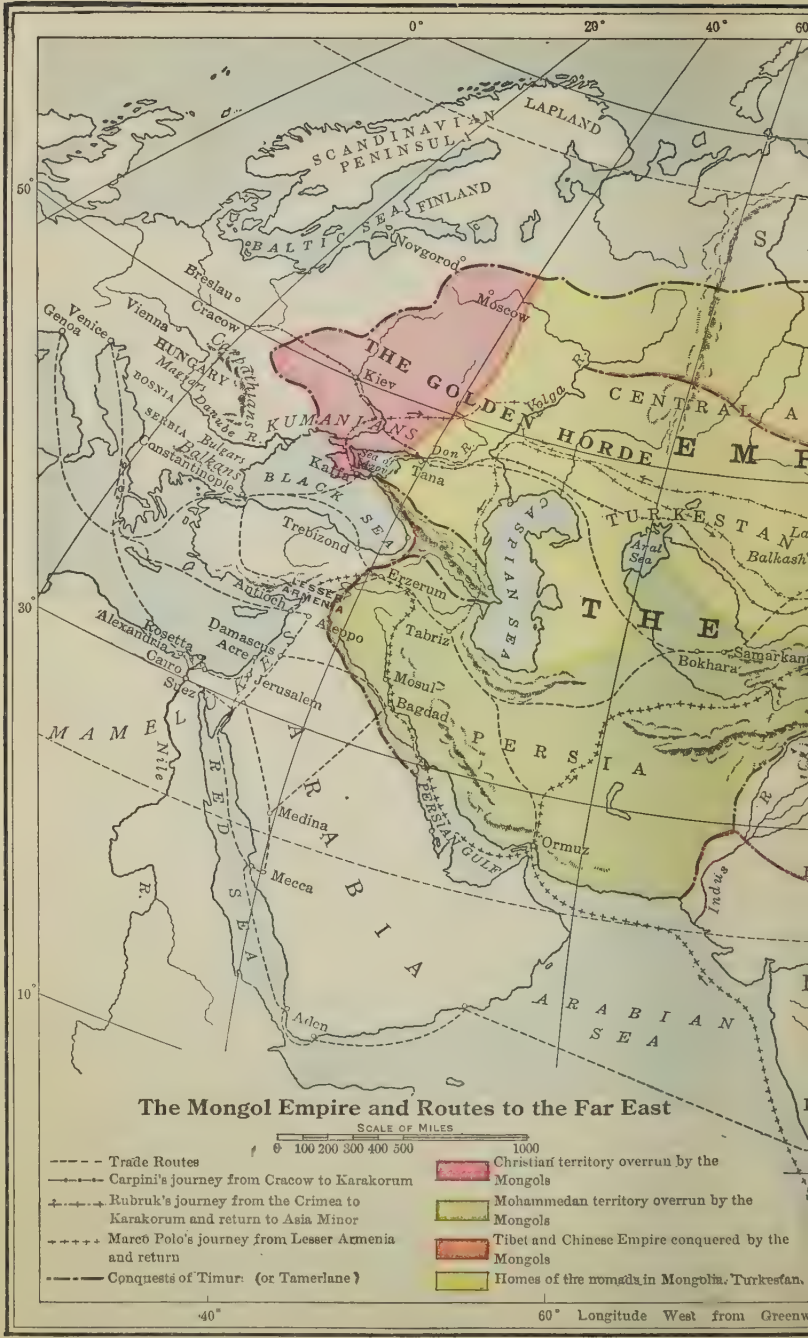 0°
20°
40°
60
50°
30°
10°
SCANDINAVIAN
PENINSULA
LAPLAND
FINLAND
BALTIC SEA
Novgorod
S
Breslau
Cracow
Moscow
Genoa
Venice
Vienna
HUNGARY
Carpathians
Magyars
BOSNIA
Danube R.
SERBIA
Bulgars
Balkans
Constantinople
THE GOLDEN HORDE
Kiev
KUMANIANS
Volga R.
CENTRAL A
EMP
Don R.
Sea of
Azov
Kaffa
Tana
BLACK SEA
Trebizond
CASPIAN SEA
TURKESTAN
La
Balkash
Aral
Sea
LESSER
ARMENIA
Erzerum
THE
Antioch
Aleppo
Tabriz
Bokhara
Samarkan
Rosetta
Alexandria
Cairo
Suez
Damascus
Acre
Jerusalem
Mosul
Bagdad
PERSIA
MAMEL
Nile
R.
RED SEA
ARABIA
Medina
Mecca
PERSIAN GULF
Ormuz
Indus
R
Aden
ARABIAN
SEA
The Mongol Empire and Routes to the Far East
SCALE OF MILES
0 100 200 300 400 500 1000
Trade Routes
Carpini's journey from Cracow to Karakorum
Rubruk's journey from the Crimea to
Karakorum and return to Asia Minor
Marco Polo's journey from Lesser Armenia
and return
Conquests of Timur: (or Tamerlane)
Christian territory overrun by the
Mongols
Mohammedan territory overrun by the
Mongols
Tibet and Chinese Empire conquered by the
Mongols
Homes of the nomads in Mongolia. Turkestan.
40°
60° Longitude West from Greenw